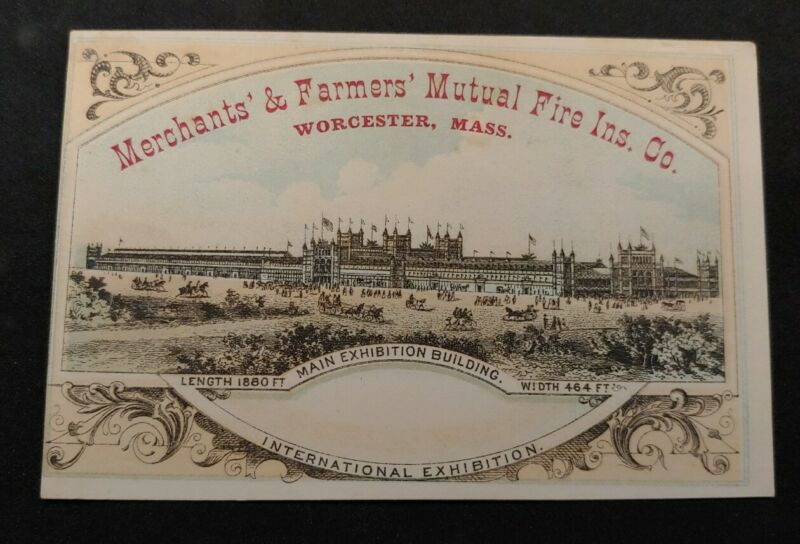 Merchants' & Farmers' Mutual Fire Ins. Co.
WORCESTER, MASS.
LENGTH 1880 FT
MAIN EXHIBITION BUILDING.
WIDTH 464 FT
INTERNATIONAL EXHIBITION.